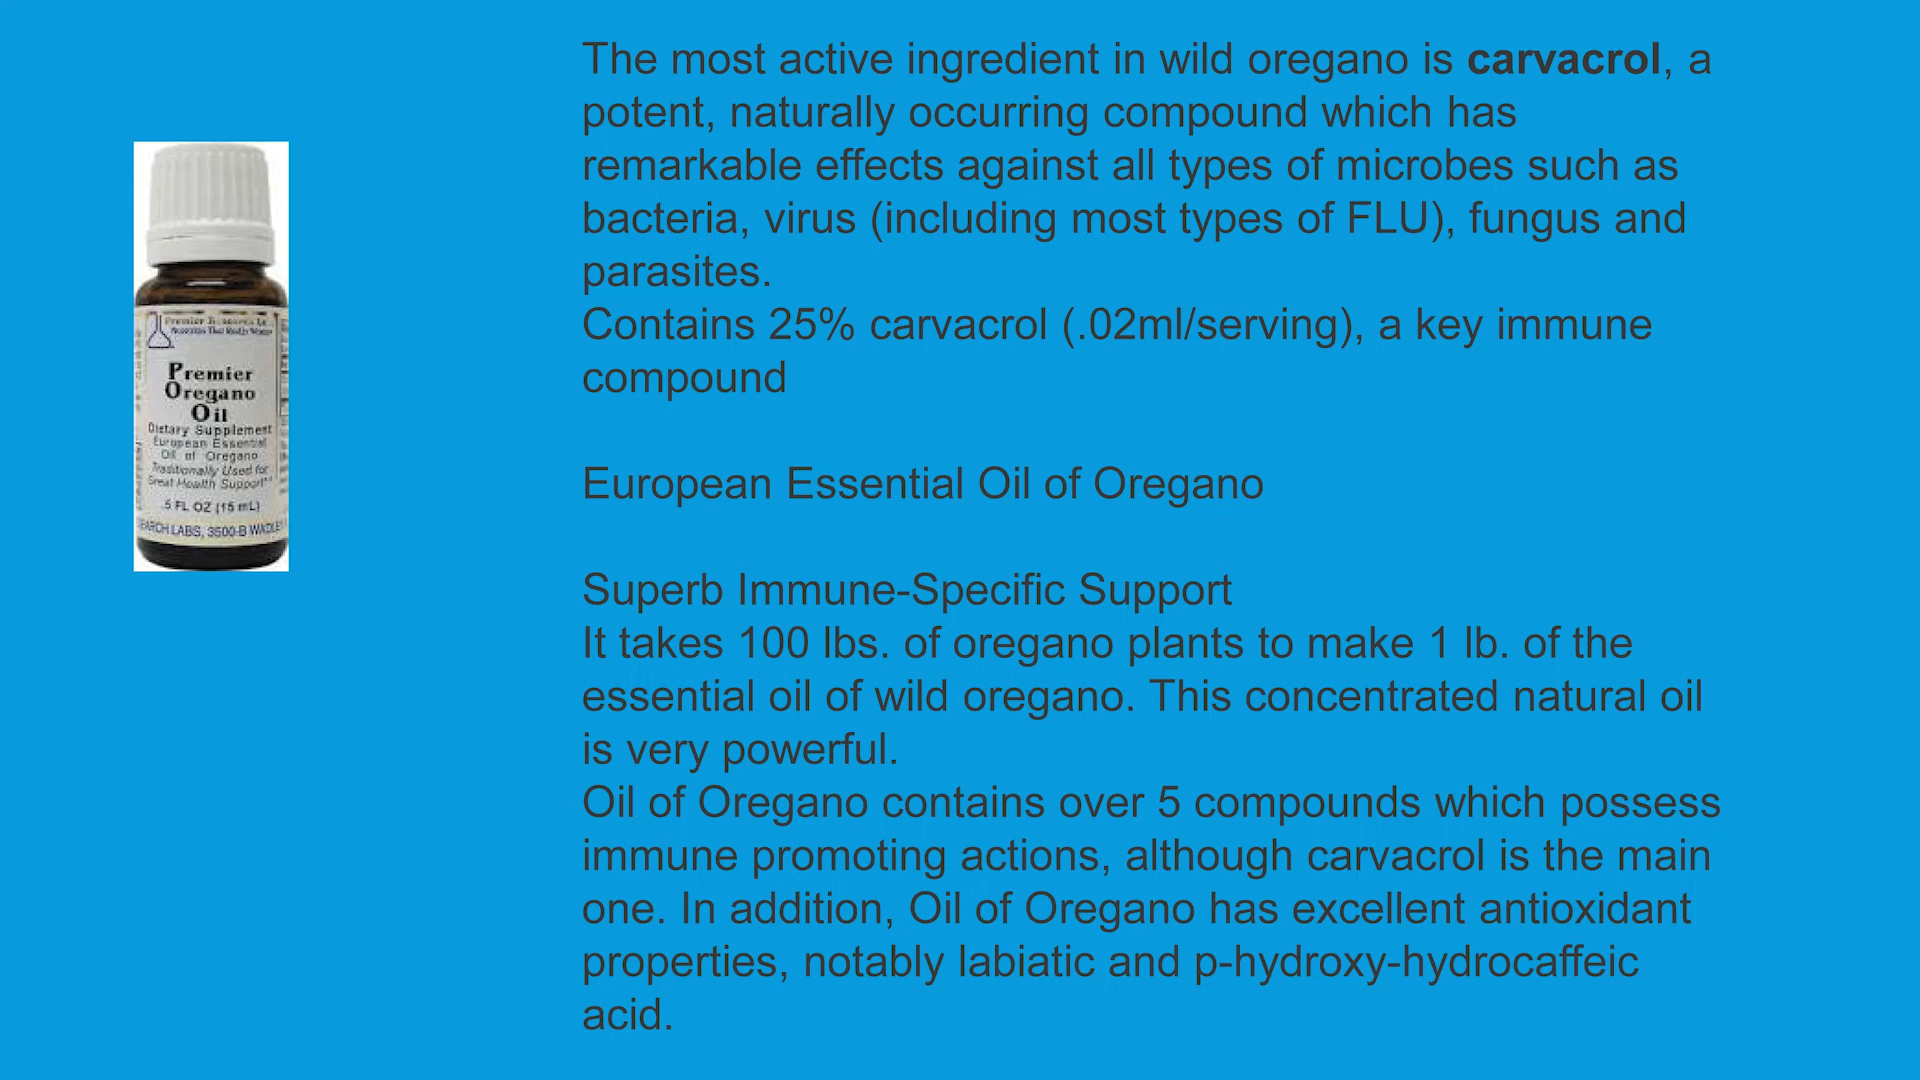 The most active ingredient in wild oregano is carvacrol, a
potent, naturally occurring compound which has
remarkable effects against all types of microbes such as
bacteria, virus (including most types of FLU), fungus and
parasites.
Contains 25% carvacrol (.02ml/serving), a key immune
compound
European Essential Oil of Oregano
Superb Immune-Specific Support
It takes 100 lbs. of oregano plants to make 1 lb. of the
essential oil of wild oregano. This concentrated natural oil
is very powerful.
Oil of Oregano contains over 5 compounds which possess
immune promoting actions, although carvacrol is the main
one. In addition, Oil of Oregano has excellent antioxidant
properties, notably labiatic and p-hydroxy-hydrocaffeic
acid.
Premier
Premier
Oregano
Oil
Dietary Supplement
European Essential
Oil of Oregano
Traditionally Used for
Great Health Support
.5 FL OZ (15 mL)
LABS, 3500-B